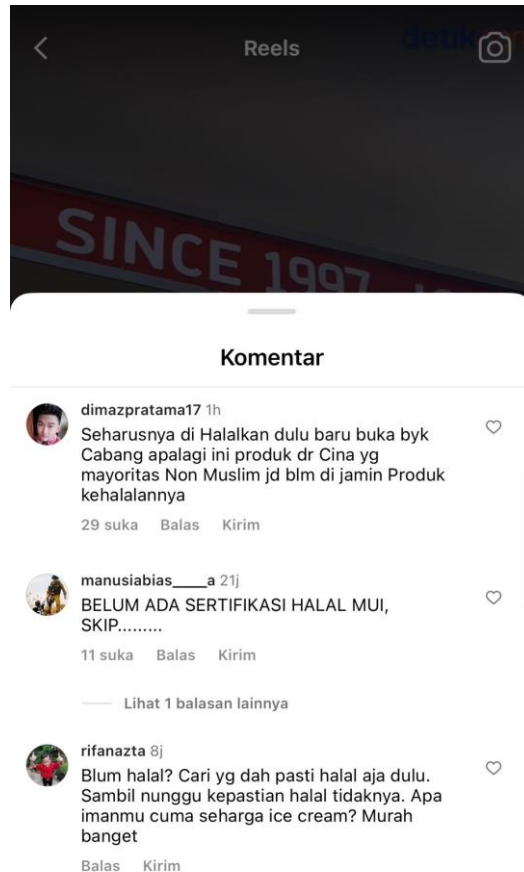 Reels
detik
SINCE 1997
Komentar
dimazpratama17 1h
Seharusnya di Halalkan dulu baru buka byk
Cabang apalagi ini produk dr Cina yg
mayoritas Non Muslim jd blm di jamin Produk
kehalalannya
29 suka Balas Kirim
manusiabias_____a 21j
BELUM ADA SERTIFIKASI HALAL MUI,
SKIP.........
11 suka Balas Kirim
Lihat 1 balasan lainnya
rifanazta 8j
Blum halal? Cari yg dah pasti halal aja dulu.
Sambil nunggu kepastian halal tidaknya. Apa
imanmu cuma seharga ice cream? Murah
banget
Balas Kirim